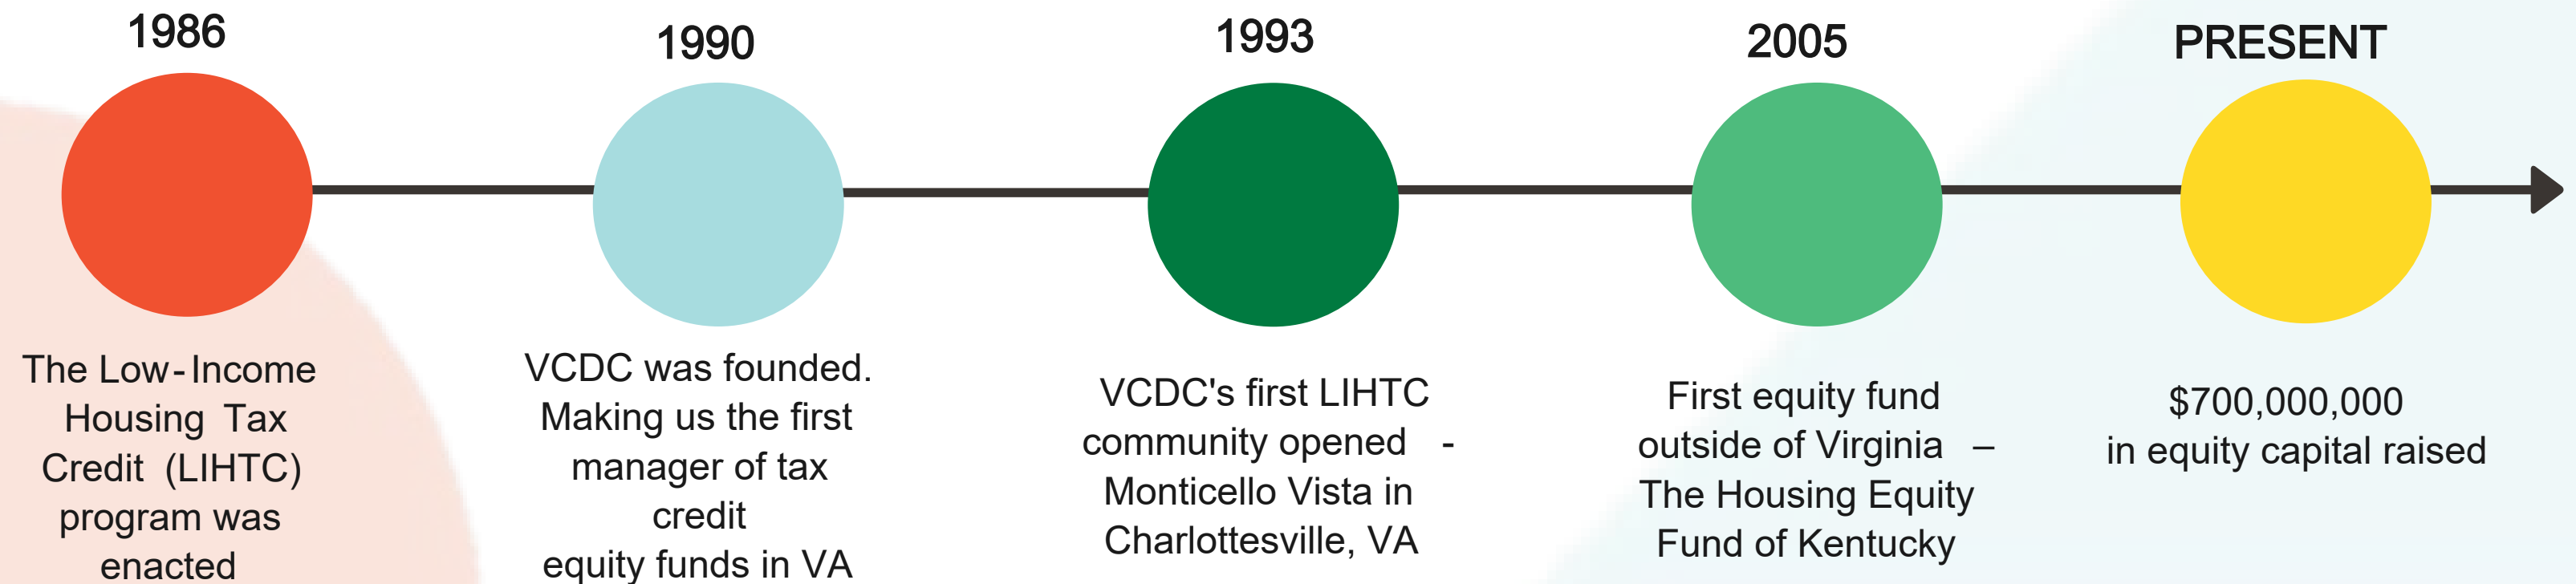 1986
The Low-Income
Housing Tax
Credit (LIHTC)
program was
enacted
1990
VCDC was founded.
Making us the first
manager of tax
credit
equity funds in VA
1993
VCDC's first LIHTC
community opened -
Monticello Vista in
Charlottesville, VA
2005
First equity fund
outside of Virginia –
The Housing Equity
Fund of Kentucky
PRESENT
$700,000,000
in equity capital raised